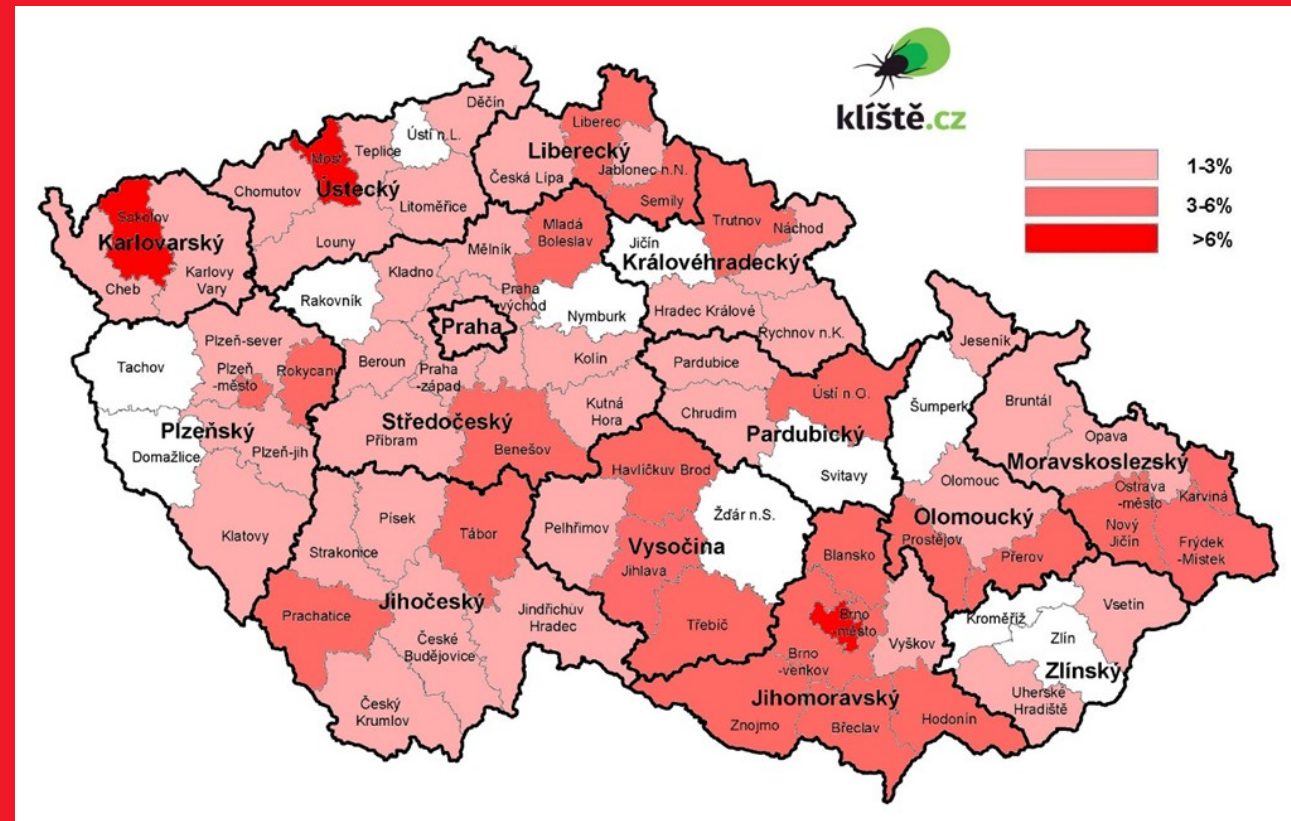 klíště.cz
1-3%
3-6%
>6%
Děčín
Ústí n.L.
Liberec
Most
Teplice
Liberecký
Jablonec n.N.
Česká Lípa
Chomutov
Ústecký
Litoměřice
Semily
Trutnov
Náchod
Sokolov
Karlovarský
Louny
Mělník
Mladá
Boleslav
Jičín
Královéhradecký
Karlovy
Vary
Cheb
Kladno
Rakovník
Praha
východ
Nymburk
Hradec Králové
Rychnov n.K.
Praha
Jeseník
Plzeň-sever
Tachov
Plzeň
-město
Rokycany
Beroun
Praha
-západ
Kolín
Pardubice
Ústí n O.
Šumperk
Bruntál
Kutná
Hora
Chrudim
Středočeský
Příbram
Plzeňský
Domažlice
Plzeň-jih
Benešov
Pardubický
Opava
Moravskoslezský
Havlíčkuv Brod
Svitavy
Olomouc
Ostrava
-město
Karviná
Klatovy
Písek
Strakonice
Tábor
Pelhřimov
Žďár n.S.
Vysočina
Olomoucký
Prostějov
Přerov
Nový
Jičín
Frýdek
-Místek
Blansko
Jihlava
Prachatice
Jihočeský
Jindřichův
Hradec
Třebíč
Brno
město
Vyškov
Kroměříž
Vsetín
Zlín
Zlínský
České
Budějovice
Brno
-venkov
Jihomoravský
Uherské
Hradiště
Český
Krumlov
Znojmo
Břeclav
Hodonín